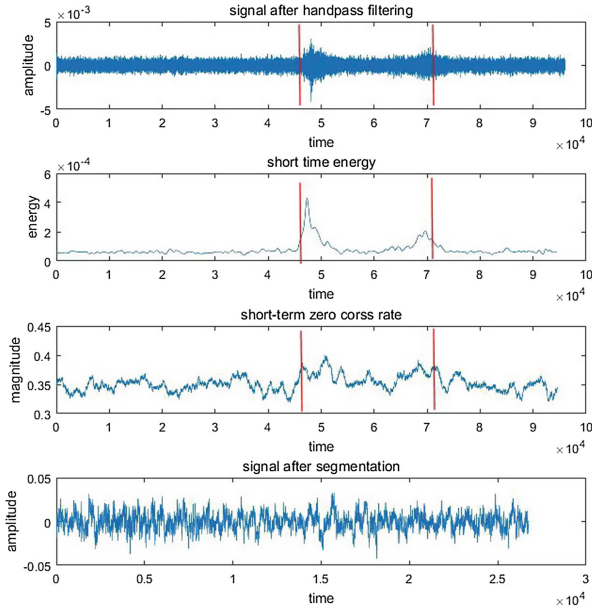 signal after handpass filtering
×10⁻³
5
0
-5
amplitude
0 1 2 3 4 5 6 7 8 9 10
time
×10⁴
short time energy
×10⁻⁴
6
4
2
0
energy
0 1 2 3 4 5 6 7 8 9 10
time
×10⁴
short-term zero corss rate
0.45
0.4
0.35
0.3
magnitude
0 1 2 3 4 5 6 7 8 9 10
time
×10⁴
signal after segmentation
0.05
0
-0.05
amplitude
0 0.5 1 1.5 2 2.5 3
time
×10⁴